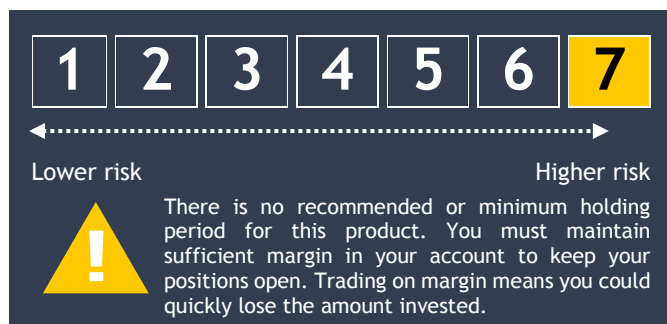 1 2 3 4 5 6 7
Lower risk Higher risk
!
There is no recommended or minimum holding
period for this product. You must maintain
sufficient margin in your account to keep your
positions open. Trading on margin means you could
quickly lose the amount invested.